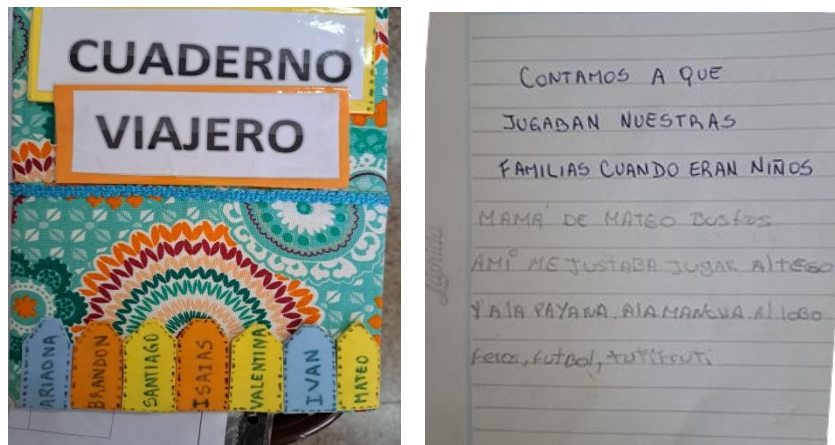 CUADERNO
VIAJERO
ARIADNA
BRANDON
SANTIAGO
ISAIAS
VALENTINA
IVAN
MATEO
CONTAMOS A QUE
JUGABAN NUESTRAS
FAMILIAS CUANDO ERAN NIÑOS
MAMÁ DE MATEO BUSTOS
AMÍ ME JUSTABA JUGAR AlTEGO
Y AlA PAYANA, AlA MANCHA Al lOBO
feros, futbol, tutifruti